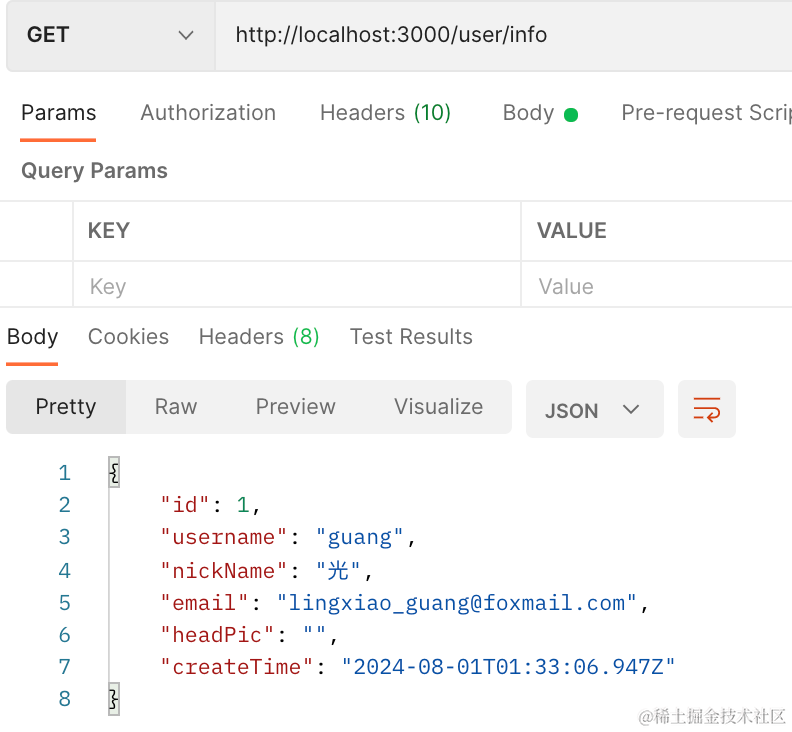 GET http://localhost:3000/user/info
Params Authorization Headers (10) Body Pre-request Scri
Query Params
KEY VALUE
Key Value
Body Cookies Headers (8) Test Results
Pretty Raw Preview Visualize JSON
1 {
2 "id": 1,
3 "username": "guang",
4 "nickName": "光",
5 "email": "lingxiao_guang@foxmail.com",
6 "headPic": "",
7 "createTime": "2024-08-01T01:33:06.947Z"
8 }
@稀土掘金技术社区